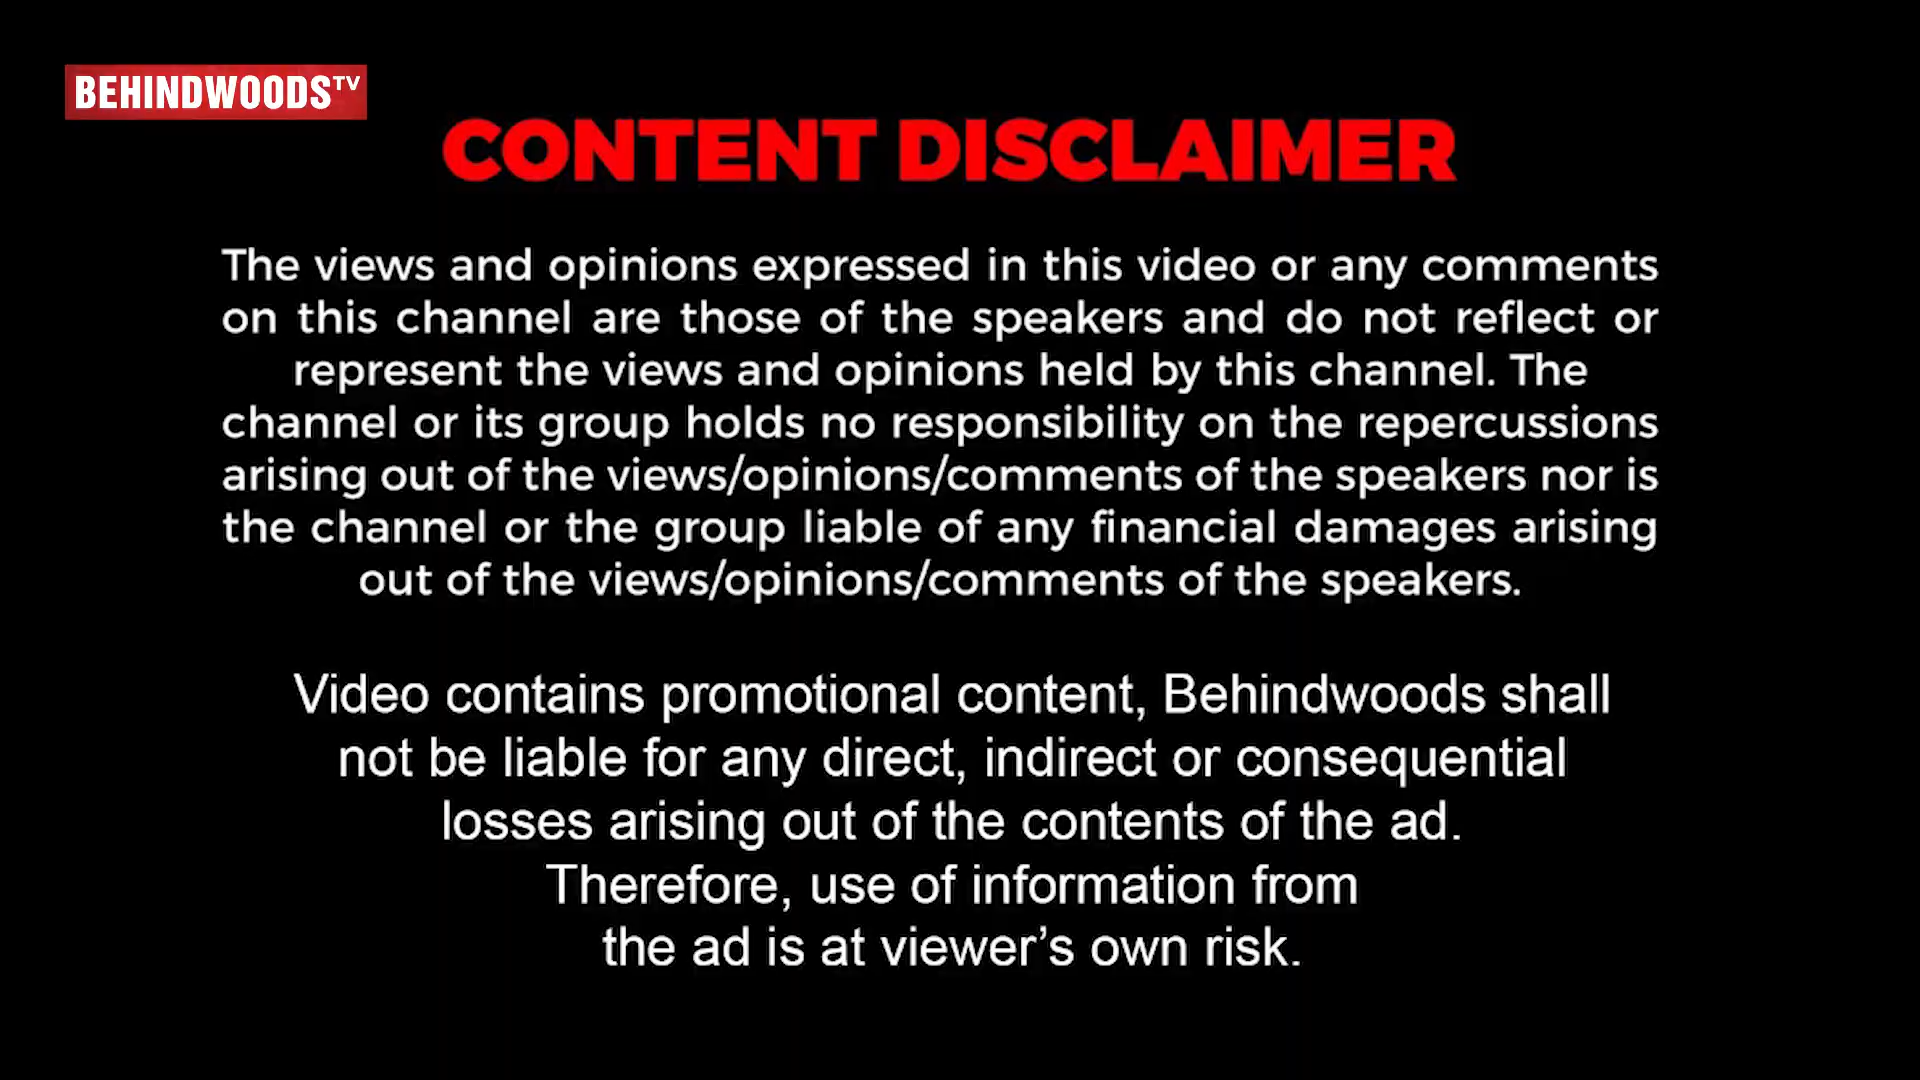 BEHINDWOODS TV
CONTENT DISCLAIMER
The views and opinions expressed in this video or any comments
on this channel are those of the speakers and do not reflect or
represent the views and opinions held by this channel. The
channel or its group holds no responsibility on the repercussions
arising out of the views/opinions/comments of the speakers nor is
the channel or the group liable of any financial damages arising
out of the views/opinions/comments of the speakers.
Video contains promotional content, Behindwoods shall
not be liable for any direct, indirect or consequential
losses arising out of the contents of the ad.
Therefore, use of information from
the ad is at viewer’s own risk.